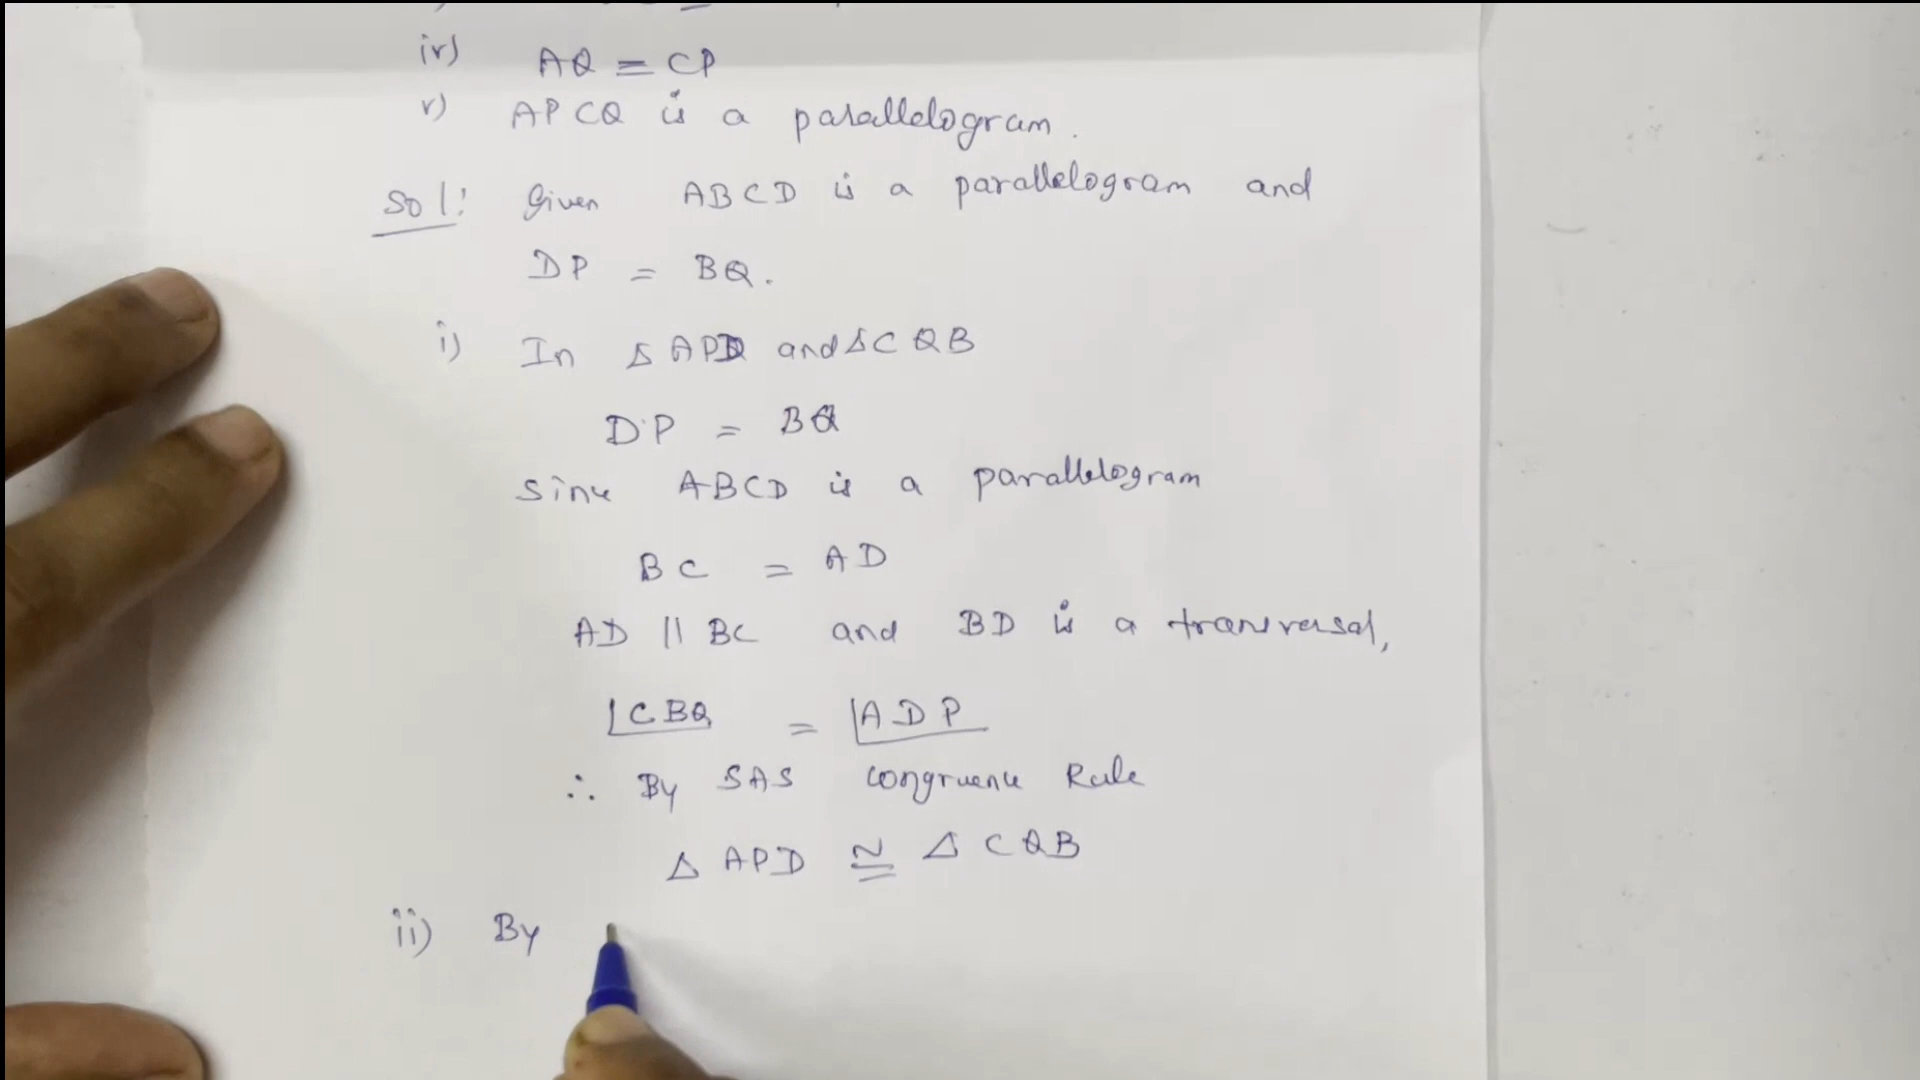 iv) AQ = CP
v) APCQ is a parallelogram.
Sol: Given ABCD is a parallelogram and
DP = BQ.
i) In Δ APD and Δ CQB
DP = BQ
Since ABCD is a parallelogram
BC = AD
AD || BC and BD is a transversal,
∠CBQ = ∠ADP
∴ By SAS congruence Rule
Δ APD ≅ Δ CQB
ii) By